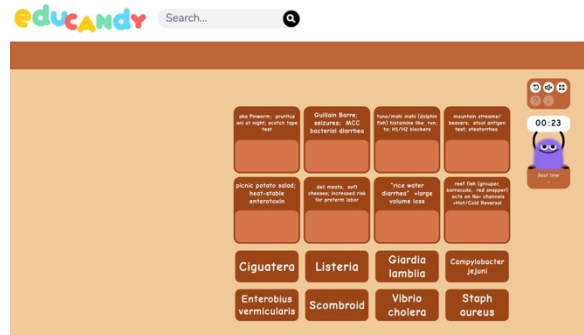 eduCANdY
Search...
00:23
Best time
-
aka Pinworm; pruritus
ani at night; scotch tape
test
Guillain Barre;
seizures; MCC
bacterial diarrhea
tuna/mahi mahi (dolphin
fish) histamine like rxn;
tx: H1/H2 blockers
mountain streams/
beavers; stool antigen
test; steatorrhea
picnic potato salad;
heat-stable
enterotoxin
deli meats, soft
cheeses; increased risk
for preterm labor
"rice water
diarrhea" +large
volume loss
reef fish (grouper,
barracuda, red snapper)
acts on Na+ channels
+Hot/Cold Reversal
Ciguatera
Listeria
Giardia
lamblia
Campylobacter
jejuni
Enterobius
vermicularis
Scombroid
Vibrio
cholera
Staph
aureus